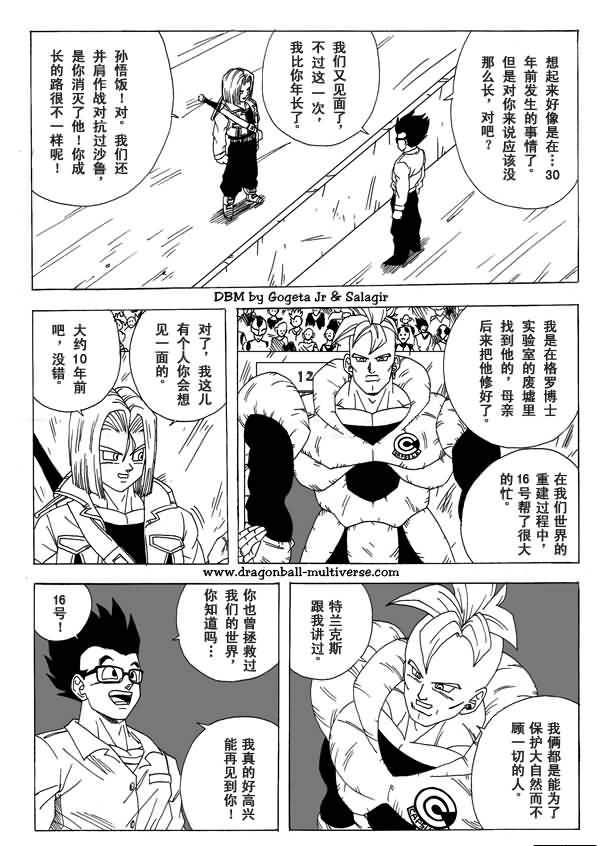 孙悟饭！对。我们还
并肩作战对抗过沙鲁，
是你消灭了他！你成
长的路很不一样呢！
我们又见面了，
不过这一次，
我比你年长了。
想起来好像是在…30
年前发生的事情了。
但是对你来说应该没
那么长，对吧？
DBM by Gogeta Jr & Salagir
大约10年前
吧，没错。
对了，我这儿
有个人你会想
见一面的。
12
我是在格罗博士
实验室的废墟里
找到他的，母亲
后来把他修好了。
在我们世界的
重建过程中，
16号帮了很大
的忙。
www.dragonball-multiverse.com
16号！
你也曾拯救过
我们的世界，
你知道吗…
我真的好高兴
能再见到你！
特兰克斯
跟我讲过。
我俩都是能为了
保护大自然而不
顾一切的人。